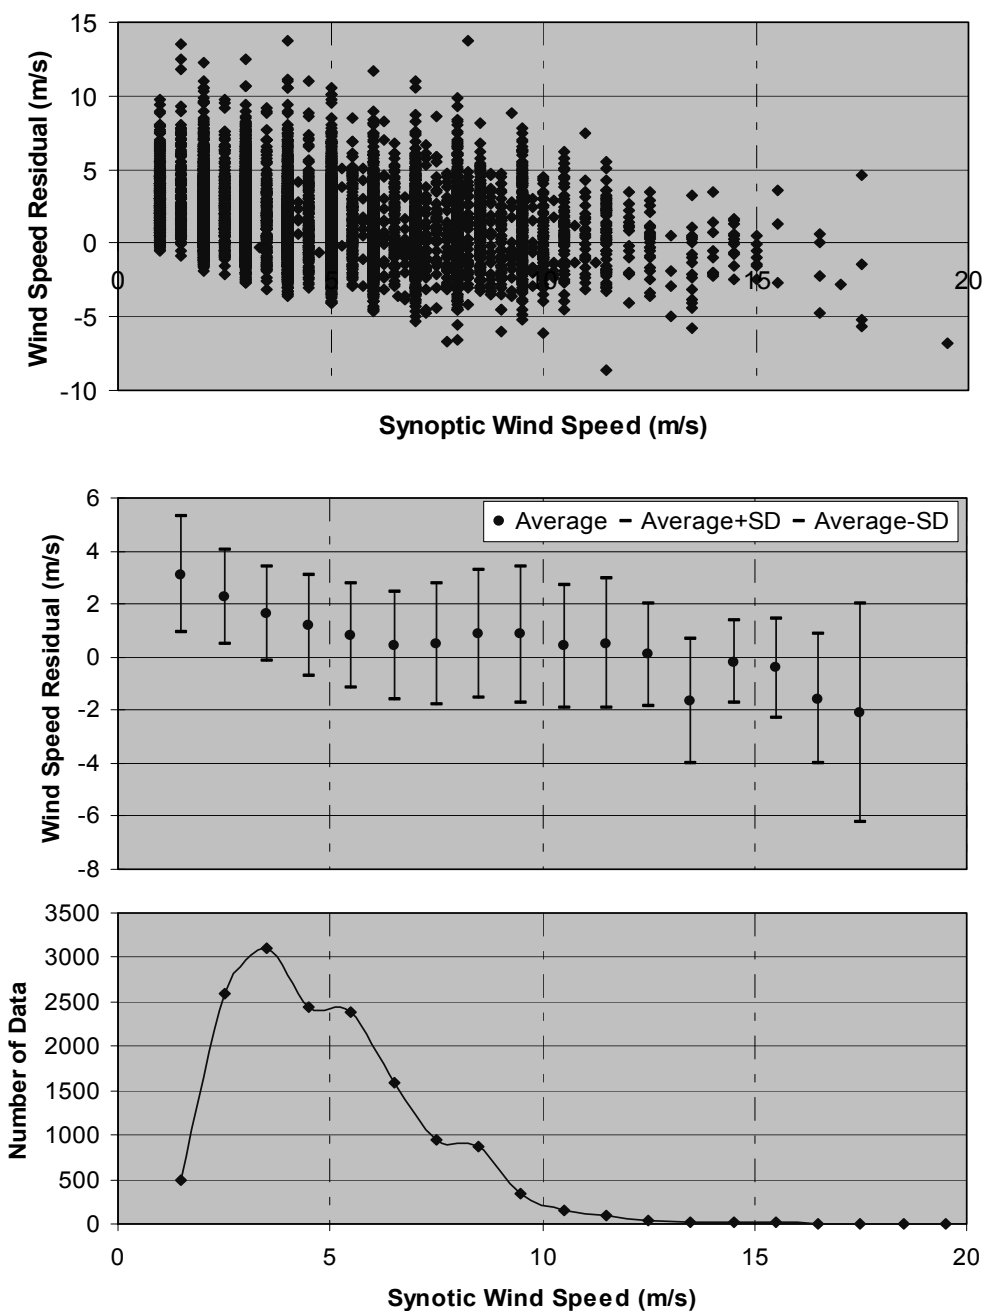 15
10
5
0
-5
-10
0 5 10 15 20
Wind Speed Residual (m/s)
Synoptic Wind Speed (m/s)
6
4
2
0
-2
-4
-6
-8
Wind Speed Residual (m/s)
Average Average+SD Average-SD
3500
3000
2500
2000
1500
1000
500
0
Number of Data
0 5 10 15 20
Synotic Wind Speed (m/s)